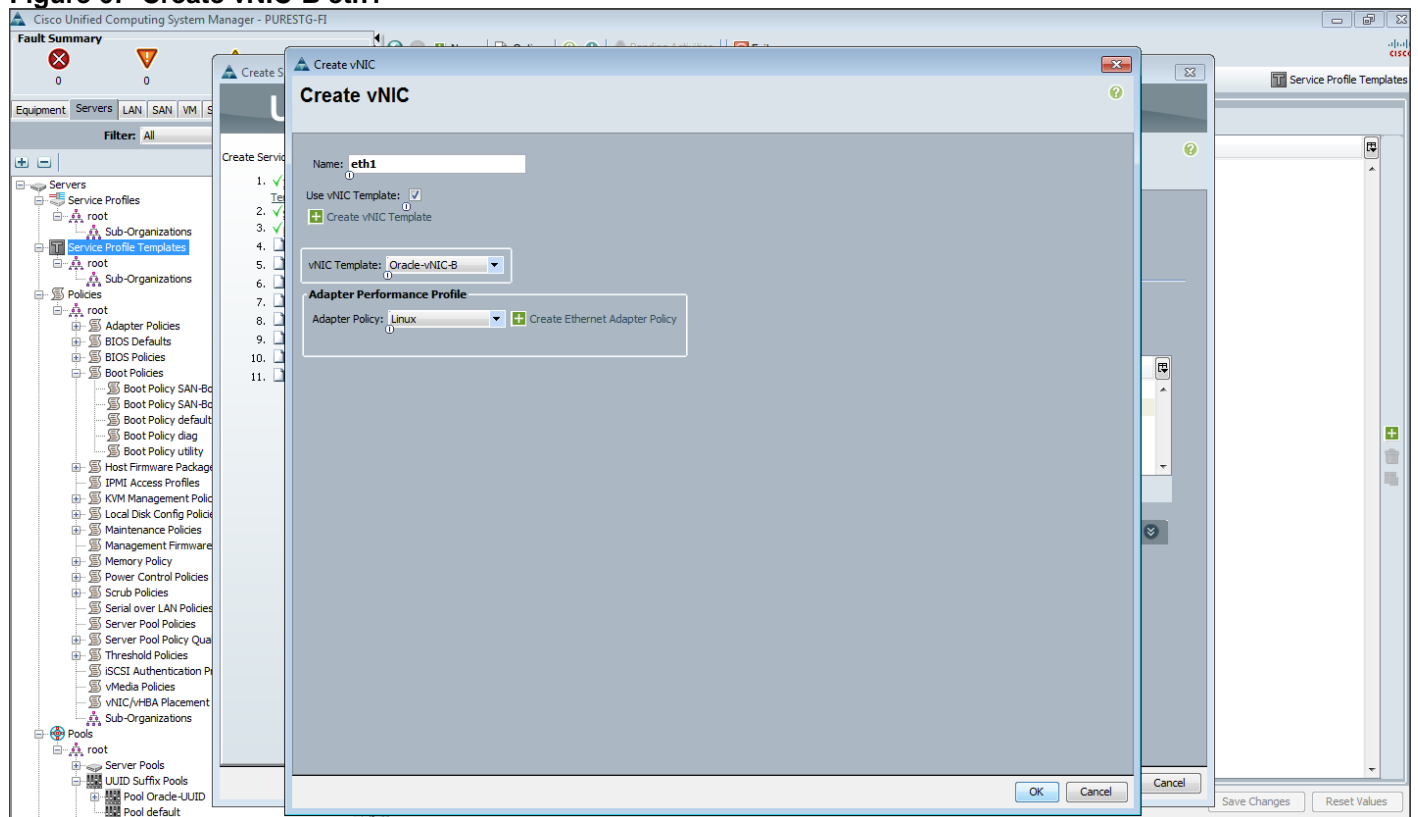 Cisco Unified Computing System Manager - PURESTG-FI
Fault Summary
0 0
Equipment Servers LAN SAN VM
Filter: All
Servers
Service Profiles
root
Sub-Organizations
Service Profile Templates
root
Sub-Organizations
Policies
root
Adapter Policies
BIOS Defaults
BIOS Policies
Boot Policies
Boot Policy SAN-Bo
Boot Policy SAN-Bo
Boot Policy default
Boot Policy diag
Boot Policy utility
Host Firmware Package
IPMI Access Profiles
KVM Management Polic
Local Disk Config Policie
Maintenance Policies
Management Firmware
Memory Policy
Power Control Policies
Scrub Policies
Serial over LAN Policies
Server Pool Policies
Server Pool Policy Qua
Threshold Policies
iSCSI Authentication Pr
vMedia Policies
vNIC/vHBA Placement
Sub-Organizations
Pools
root
Server Pools
UUID Suffix Pools
Pool Oracle-UUID
Pool default
Create S
U
Create Servic
1.
Te
2.
3.
4.
5.
6.
7.
8.
9.
10.
11.
Create vNIC
Create vNIC
Name: eth1
Use vNIC Template:
Create vNIC Template
vNIC Template: Oracle-vNIC-B
Adapter Performance Profile
Adapter Policy: Linux
Create Ethernet Adapter Policy
OK Cancel
Cancel
cisco
Service Profile Templates
Save Changes Reset Values